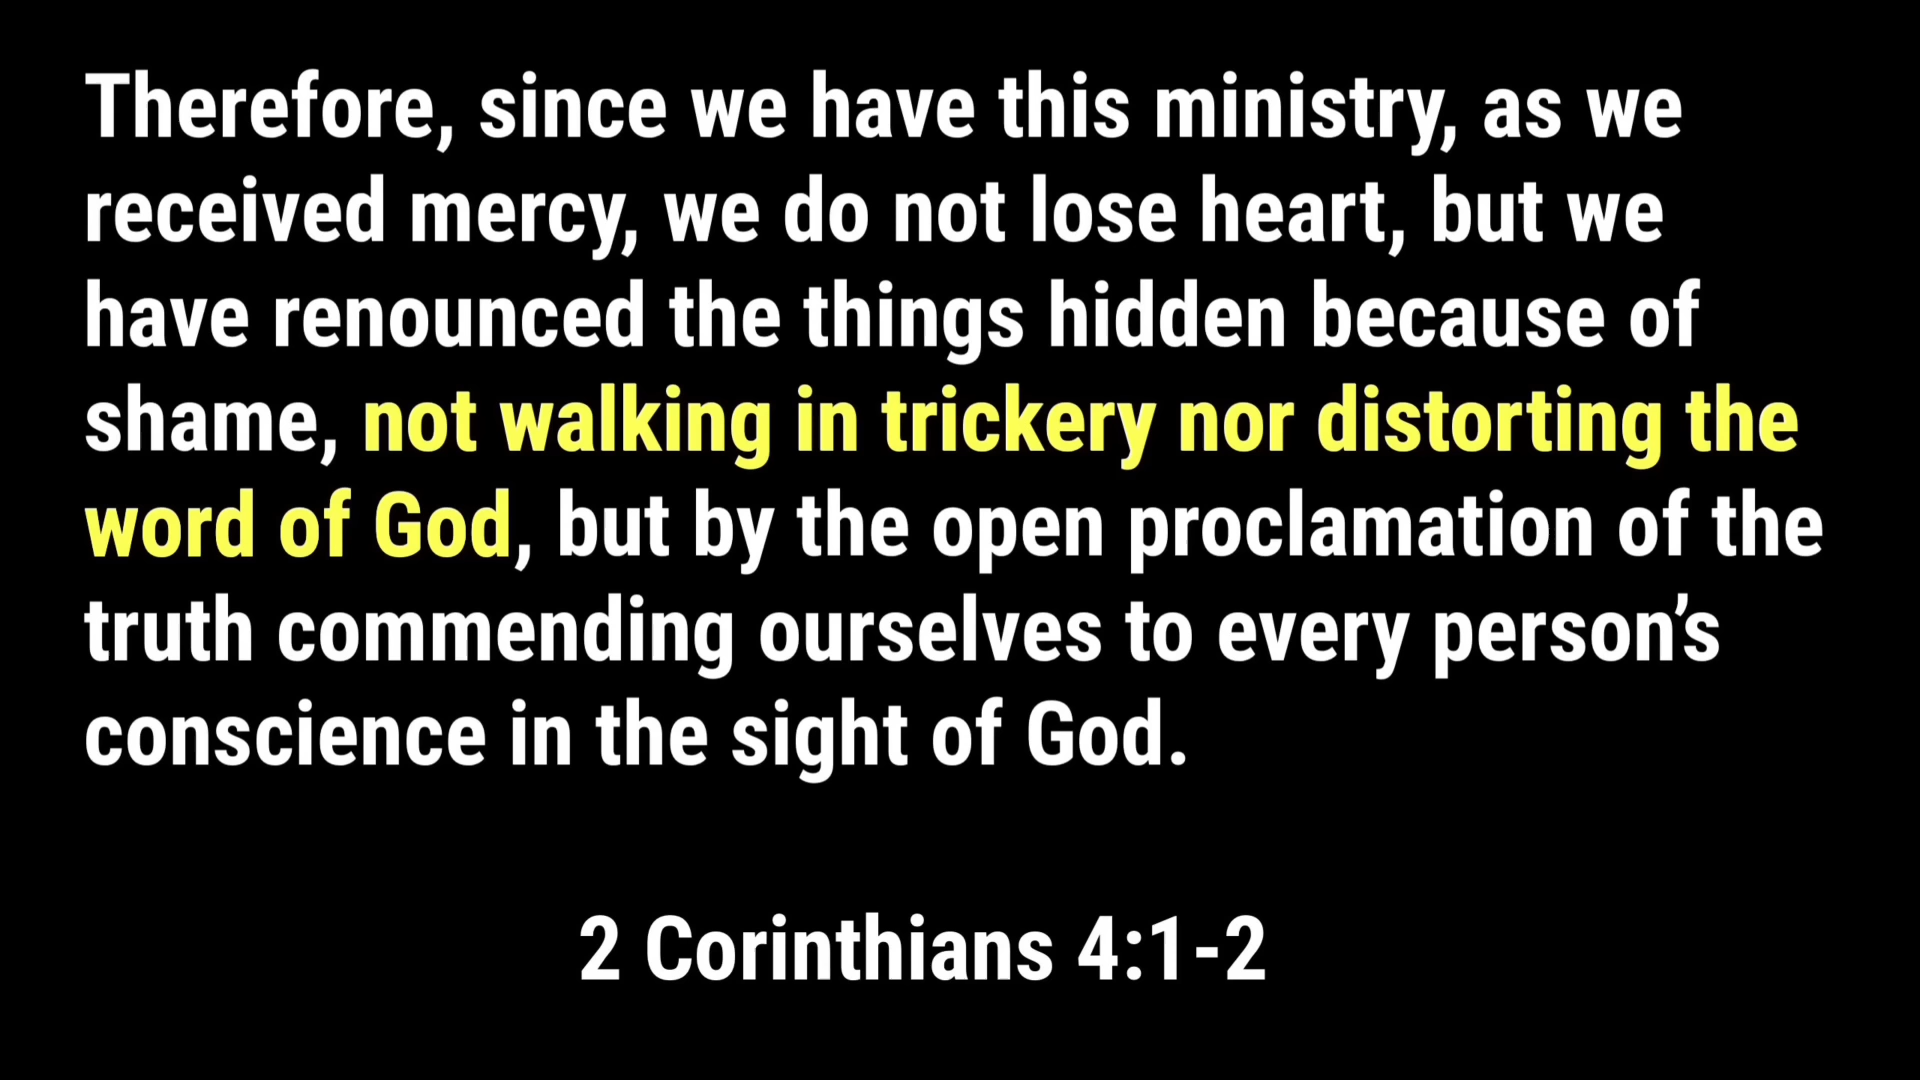 Therefore, since we have this ministry, as we
received mercy, we do not lose heart, but we
have renounced the things hidden because of
shame, not walking in trickery nor distorting the
word of God, but by the open proclamation of the
truth commending ourselves to every person’s
conscience in the sight of God.
2 Corinthians 4:1-2